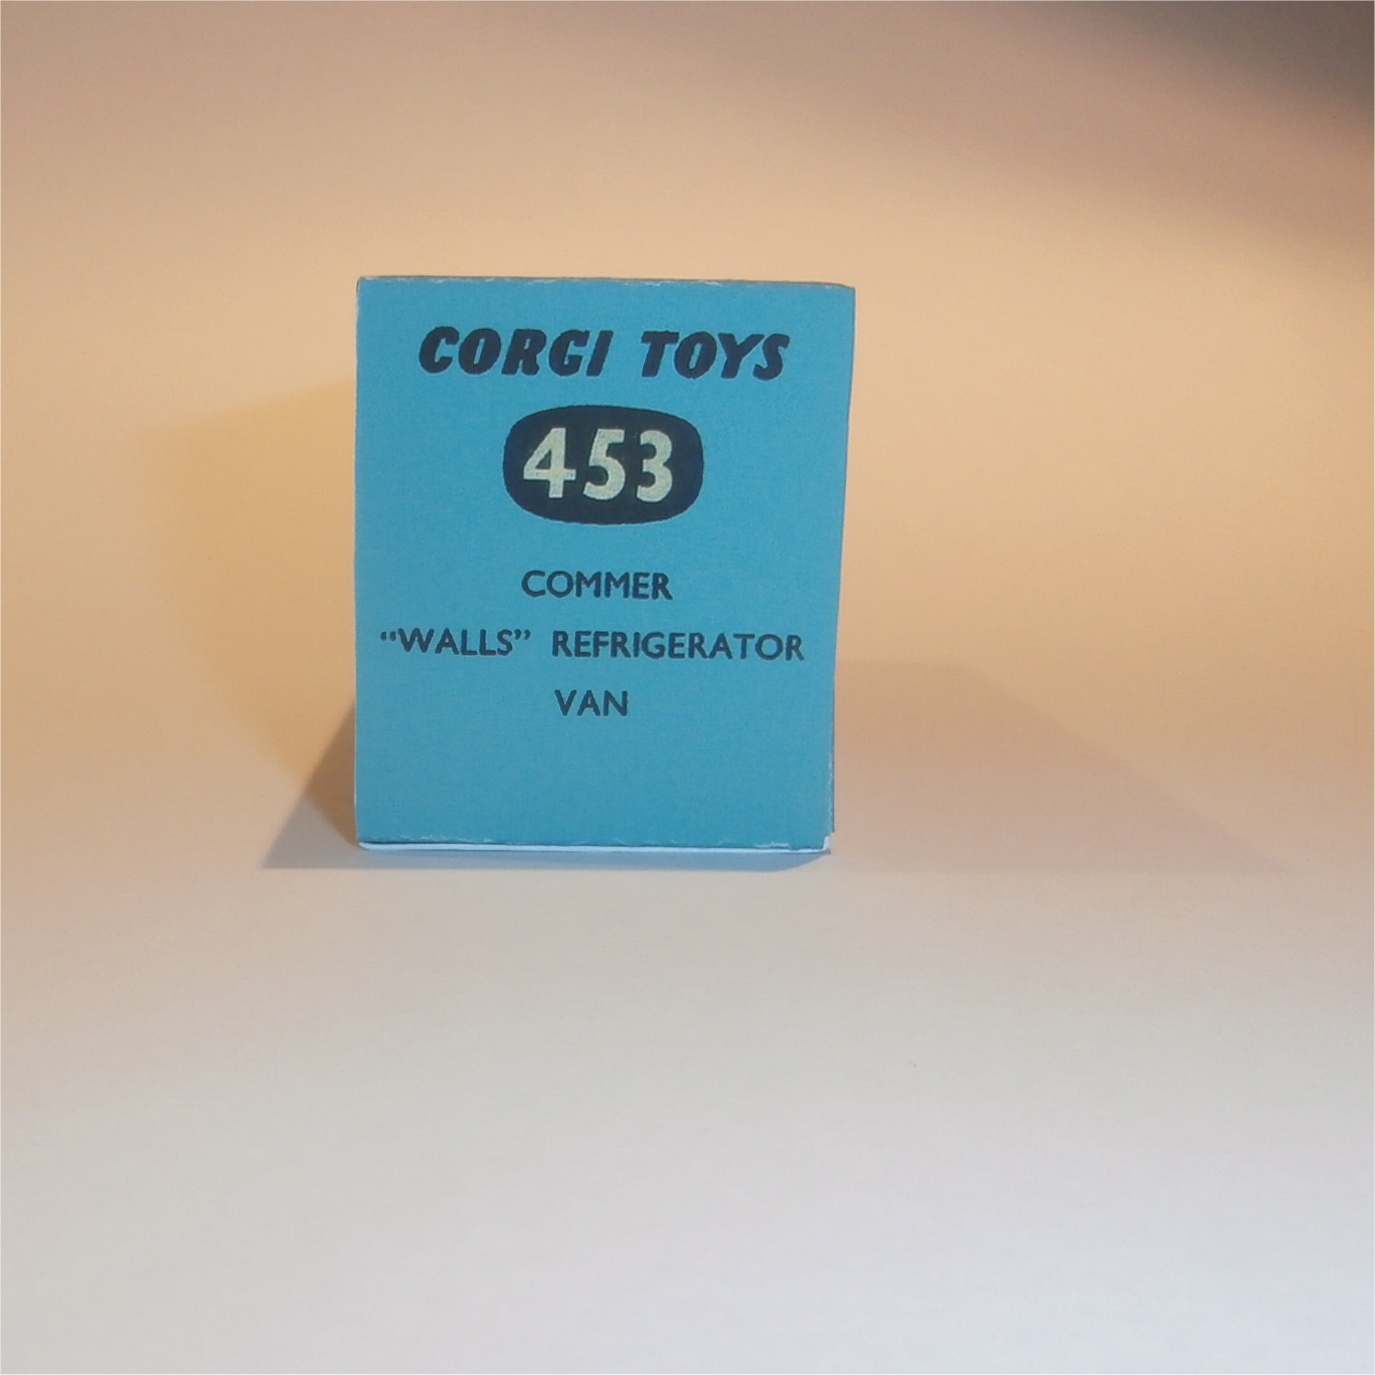 CORGI TOYS
453
COMMER
“WALLS” REFRIGERATOR
VAN